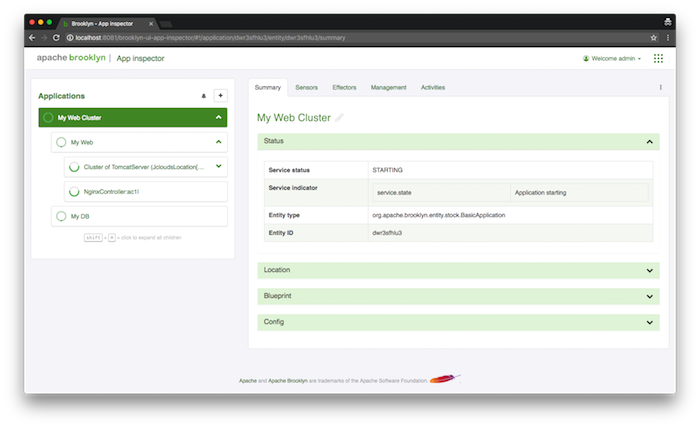 Brooklyn - App Inspector
localhost:8081/brooklyn-ui-app-inspector/#!/application/dwr3sfhlu3/entity/dwr3sfhlu3/summary
apache brooklyn | App inspector
Welcome admin
Applications
+
My Web Cluster
My Web
Cluster of TomcatServer (JcloudsLocation[...
NginxController:ac1l
My DB
shift + + click to expand all children
Summary Sensors Effectors Management Activities
My Web Cluster
Status
Service status STARTING
Service indicator
service.state Application starting
Entity type org.apache.brooklyn.entity.stock.BasicApplication
Entity ID dwr3sfhlu3
Location
Blueprint
Config
Apache and Apache Brooklyn are trademarks of the Apache Software Foundation.